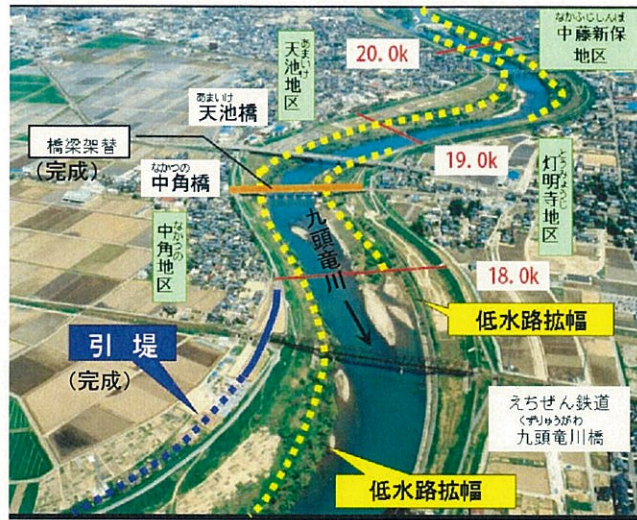 なかふじしんぼ
中藤新保
地区
20.0k
あまいけ
天池
地区
あまいけ
天池橋
橋梁架替
(完成)
なかつの
中角橋
19.0k
とうみょうじ
灯明寺地区
なかつの
中角地区
九頭竜川
18.0k
低水路拡幅
引堤
(完成)
えちぜん鉄道
くずりゅうがわ
九頭竜川橋
低水路拡幅